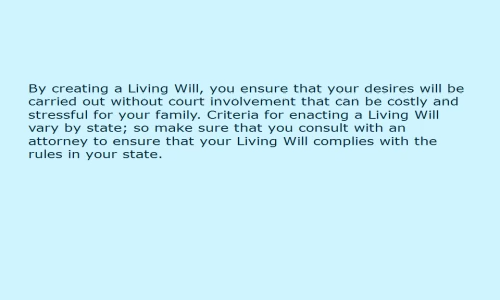 By creating a Living Will, you ensure that your desires will be
carried out without court involvement that can be costly and
stressful for your family. Criteria for enacting a Living Will
vary by state; so make sure that you consult with an
attorney to ensure that your Living Will complies with the
rules in your state.